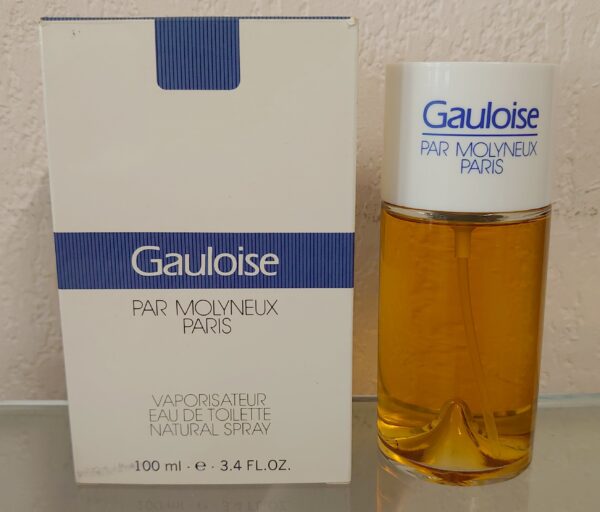 Gauloise
PAR MOLYNEUX
PARIS
VAPORISATEUR
EAU DE TOILETTE
NATURAL SPRAY
100 ml · e · 3.4 FL.OZ.
Gauloise
PAR MOLYNEUX
PARIS